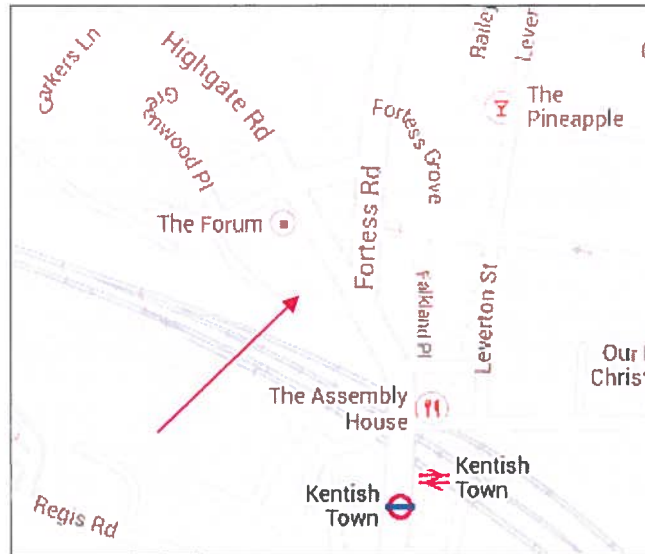 Carkers Ln
Highgate Rd
Greenwood Pl
Fortess Grove
Railey
Lever
The
Pineapple
The Forum
Fortess Rd
Falkland Pl
Leverton St
Our
Christ
The Assembly
House
Kentish
Town
Kentish
Town
Regis Rd